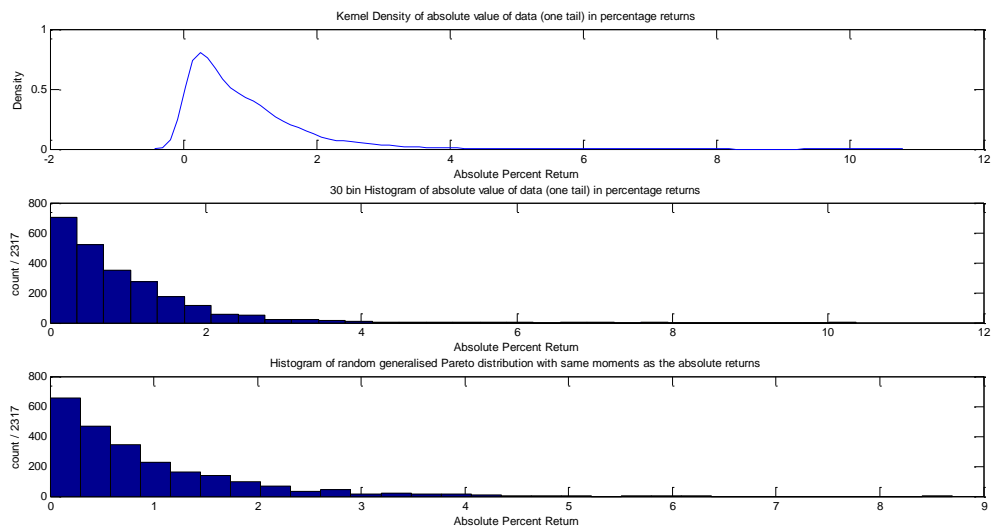 Kernel Density of absolute value of data (one tail) in percentage returns
1
0.5
0
Density
-2 0 2 4 6 8 10 12
Absolute Percent Return
30 bin Histogram of absolute value of data (one tail) in percentage returns
800
600
400
200
0
count / 2317
0 2 4 6 8 10 12
Absolute Percent Return
Histogram of random generalised Pareto distribution with same moments as the absolute returns
800
600
400
200
0
count / 2317
0 1 2 3 4 5 6 7 8 9
Absolute Percent Return